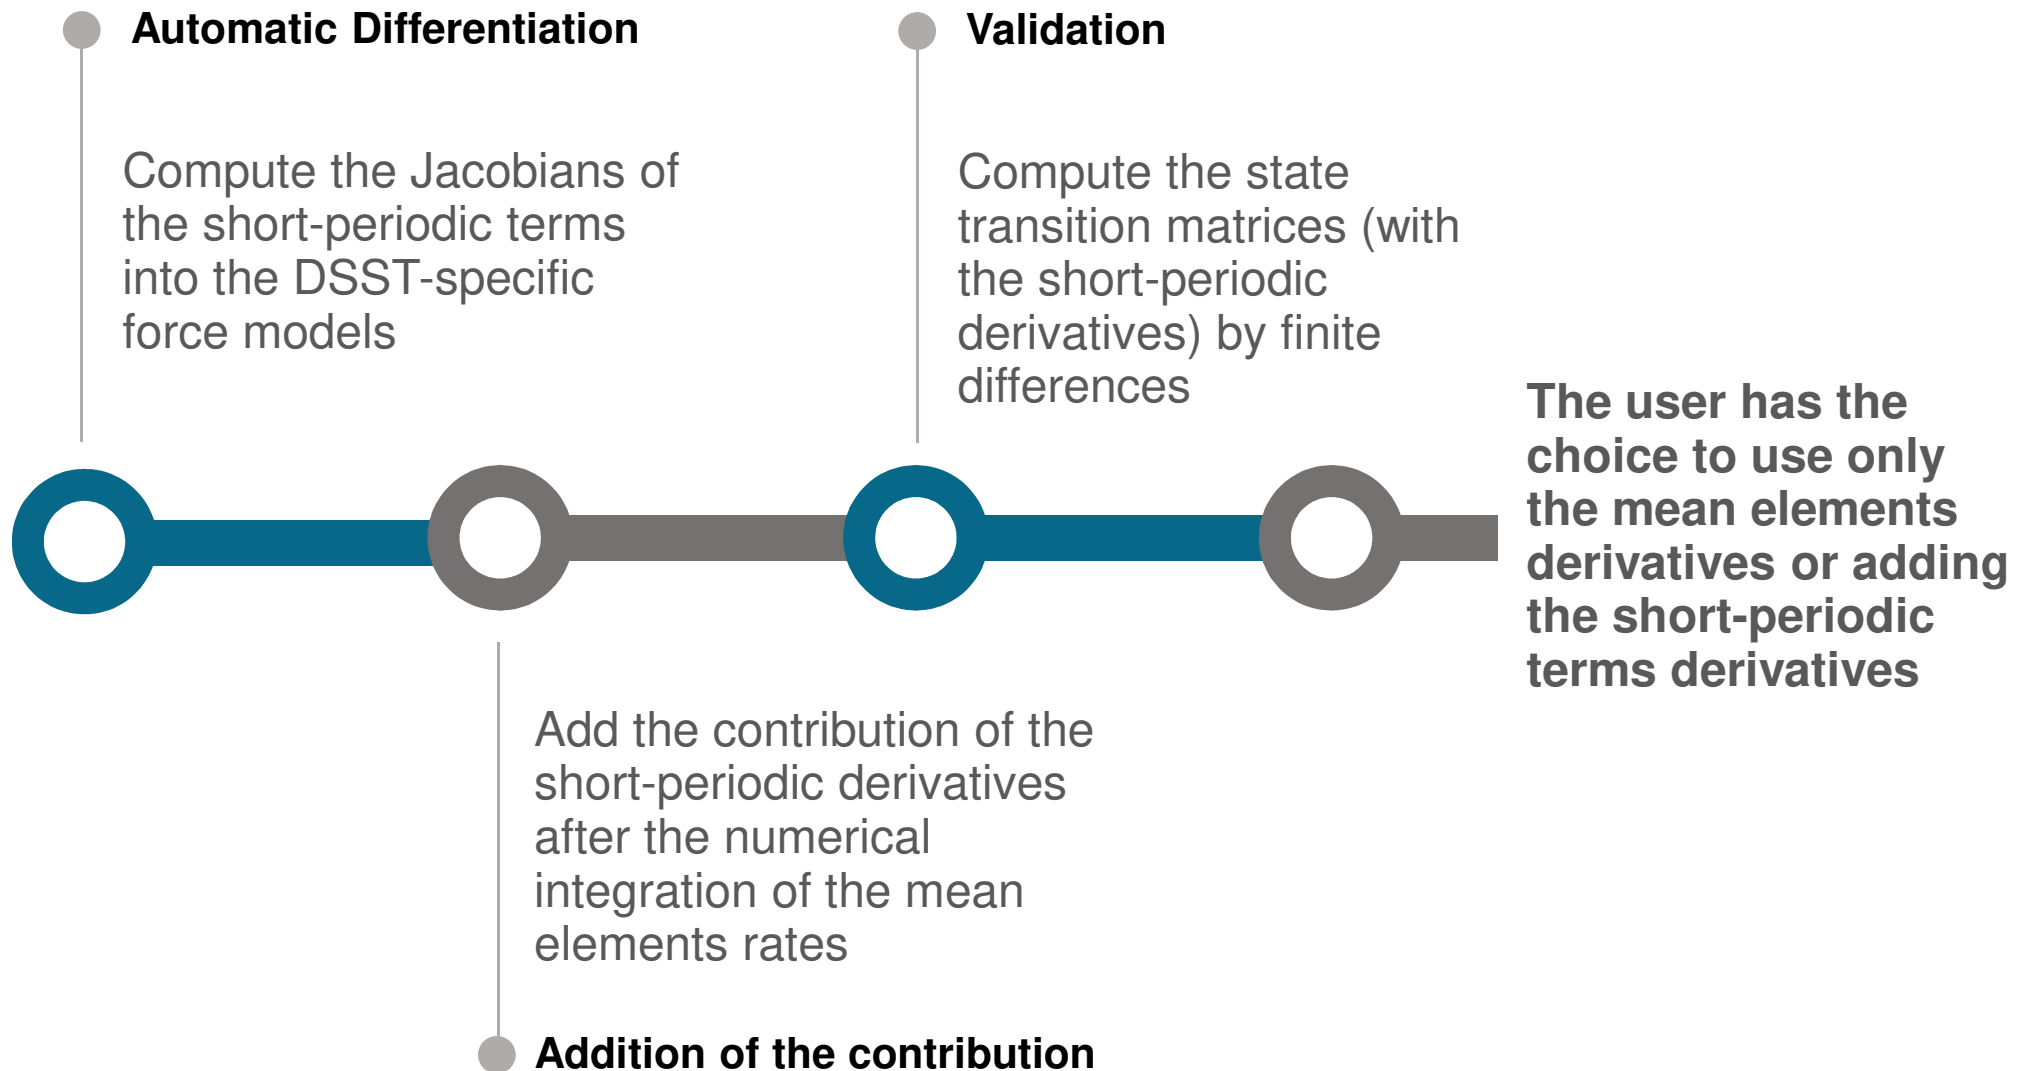 Automatic Differentiation
Compute the Jacobians of
the short-periodic terms
into the DSST-specific
force models
Validation
Compute the state
transition matrices (with
the short-periodic
derivatives) by finite
differences
The user has the
choice to use only
the mean elements
derivatives or adding
the short-periodic
terms derivatives
Add the contribution of the
short-periodic derivatives
after the numerical
integration of the mean
elements rates
Addition of the contribution